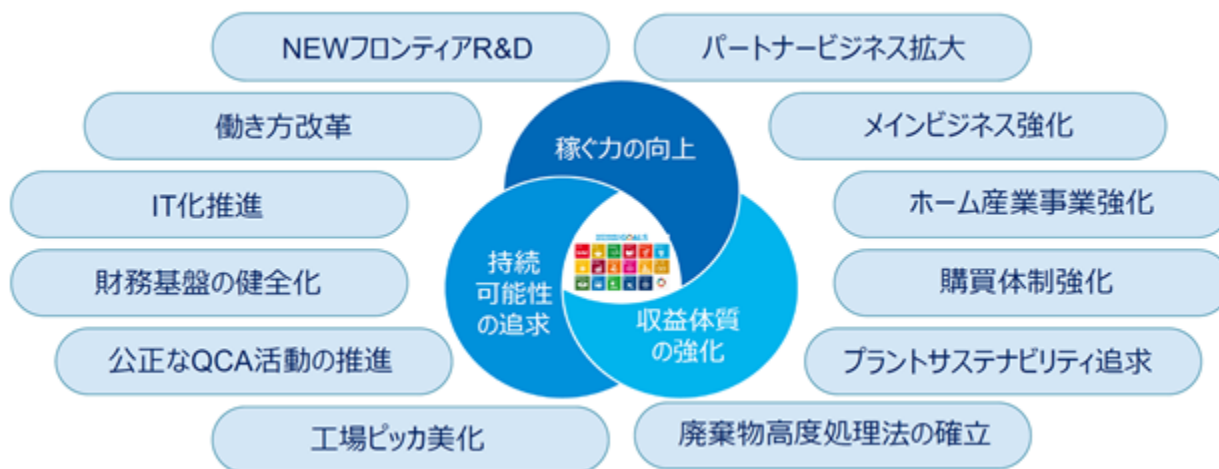 NEWフロンティアR&D
パートナービジネス拡大
働き方改革
メインビジネス強化
稼ぐ力の向上
IT化推進
ホーム産業事業強化
GOALS
持続
可能性
の追求
財務基盤の健全化
購買体制強化
収益体質
の強化
公正なQCA活動の推進
プラントサステナビリティ追求
工場ピッカ美化
廃棄物高度処理法の確立